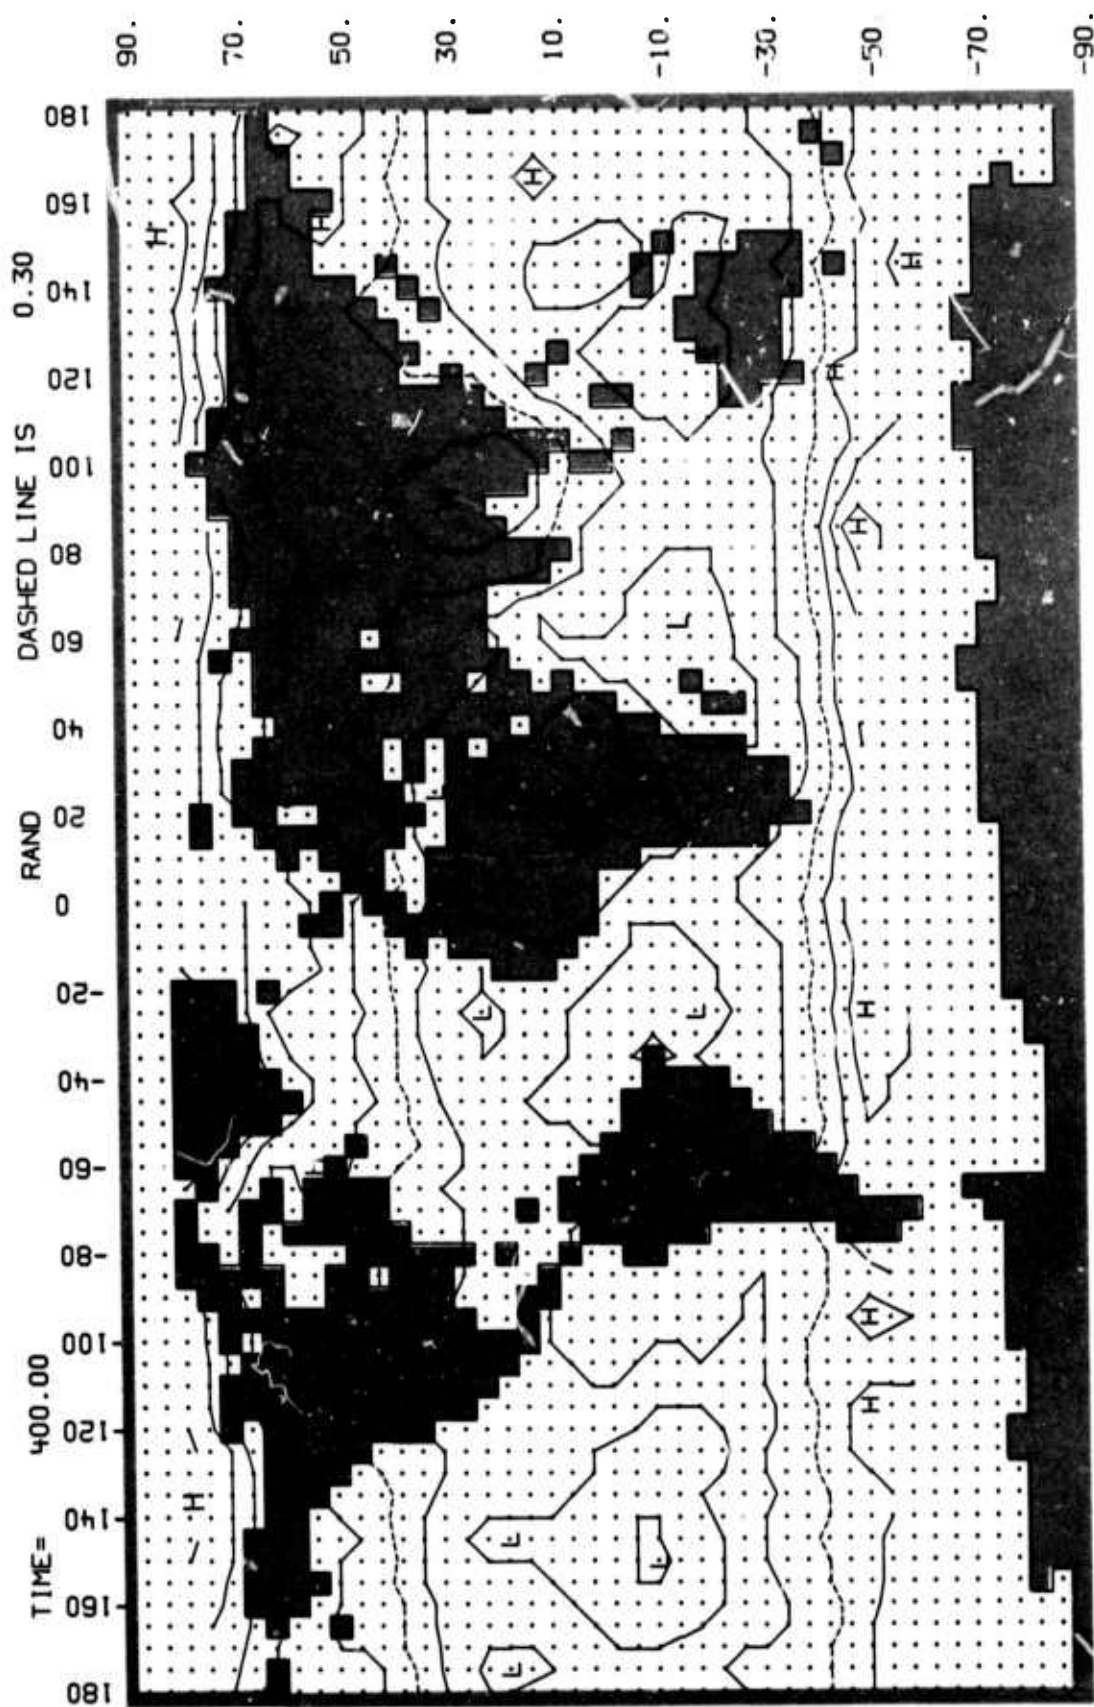 TIME= 400.00 RAND DASHED LINE IS 0.30
180 -160 -140 -120 -100 -80 -60 -40 -20 0 20 40 60 80 100 120 140 160 180
90.
70.
50.
30.
10.
-10.
-30.
-50.
-70.
-90.
H H
H
L L L H
L L L
H H H H H H